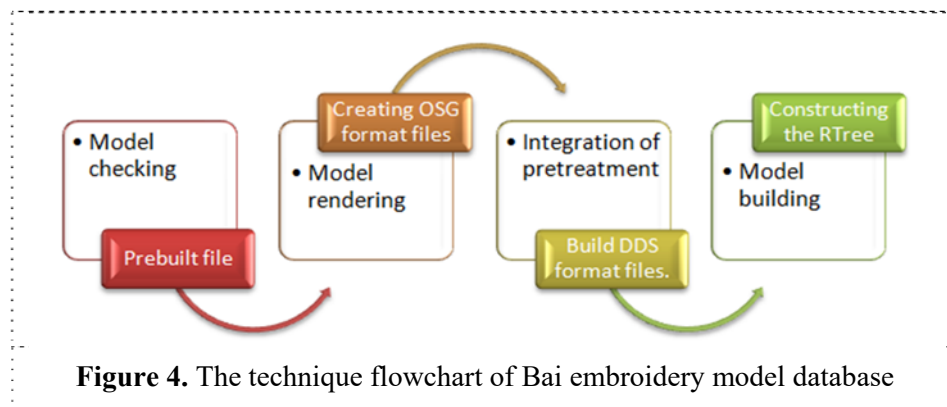 • Model
checking
Prebuilt file
Creating OSG
format files
• Model
rendering
• Integration of
pretreatment
Build DDS
format files.
Constructing
the RTree
• Model
building
Figure 4. The technique flowchart of Bai embroidery model database